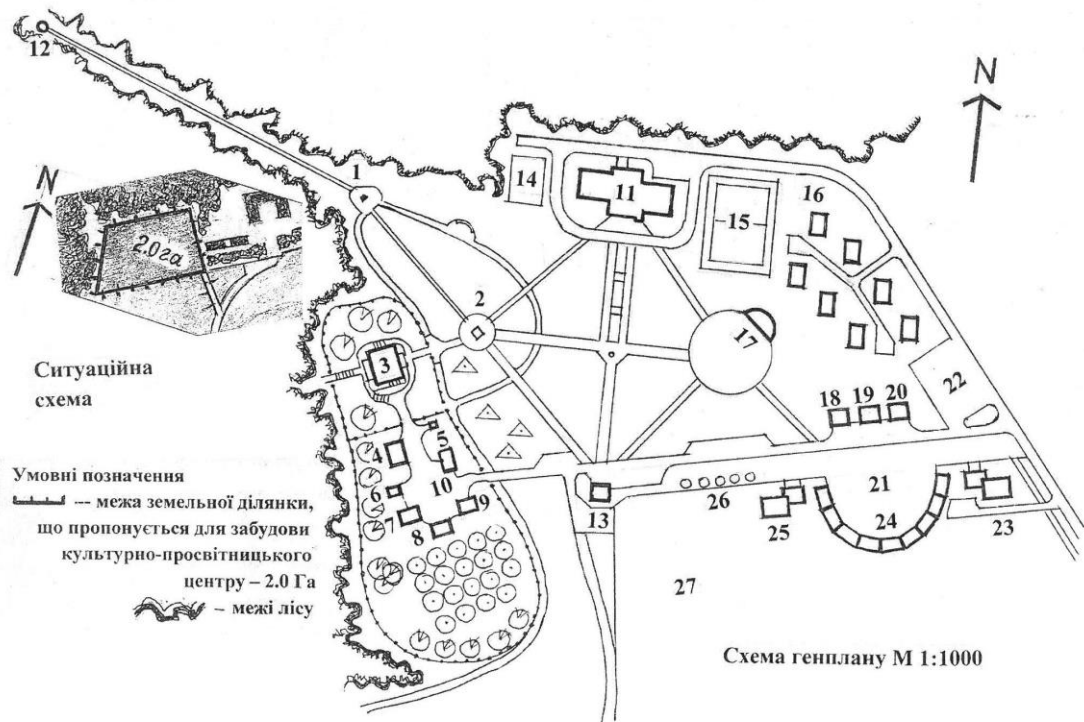 12
N
N
1
14
11
15
16
2.0га
2
17
3
Ситуаційна
схема
18 19 20
22
5
4
10
Умовні позначення
--- межа земельної ділянки,
що пропонується для забудови
культурно-просвітницького
центру – 2.0 Га
– межі лісу
6
7
8
9
13
26
25
21
24
23
27
Схема генплану М 1:1000